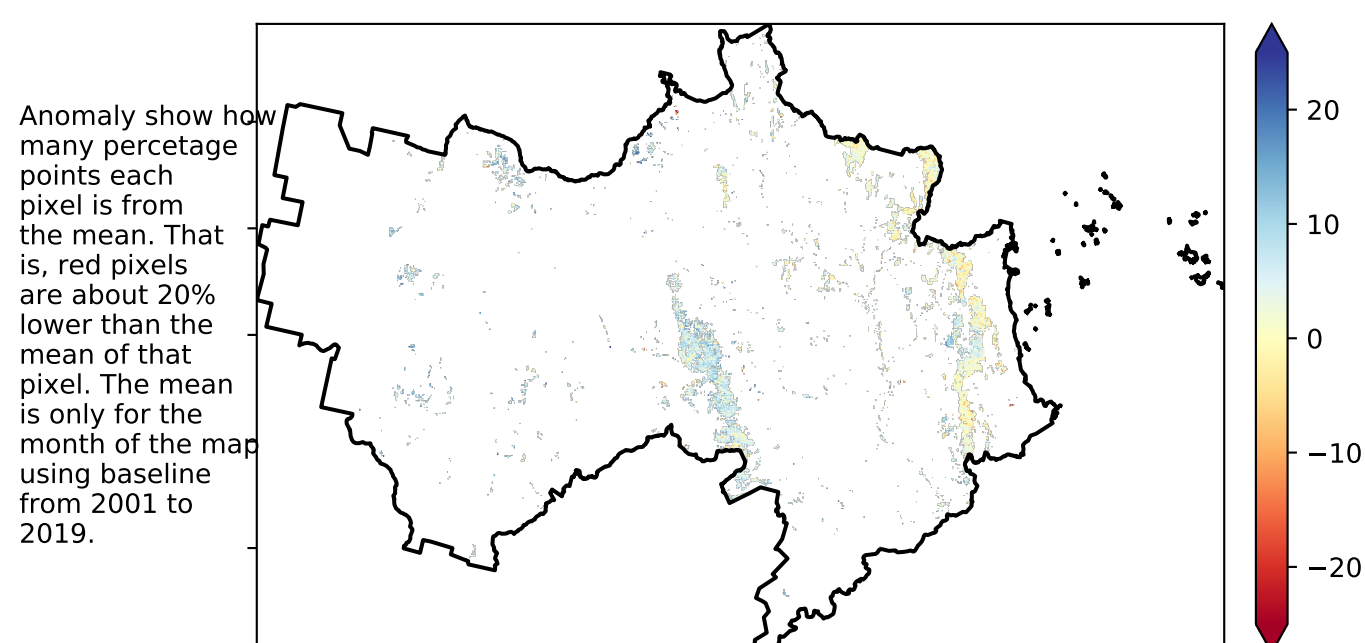 Anomaly show how
many percetage
points each
pixel is from
the mean. That
is, red pixels
are about 20%
lower than the
mean of that
pixel. The mean
is only for the
month of the map
using baseline
from 2001 to
2019.
20
10
0
−10
−20